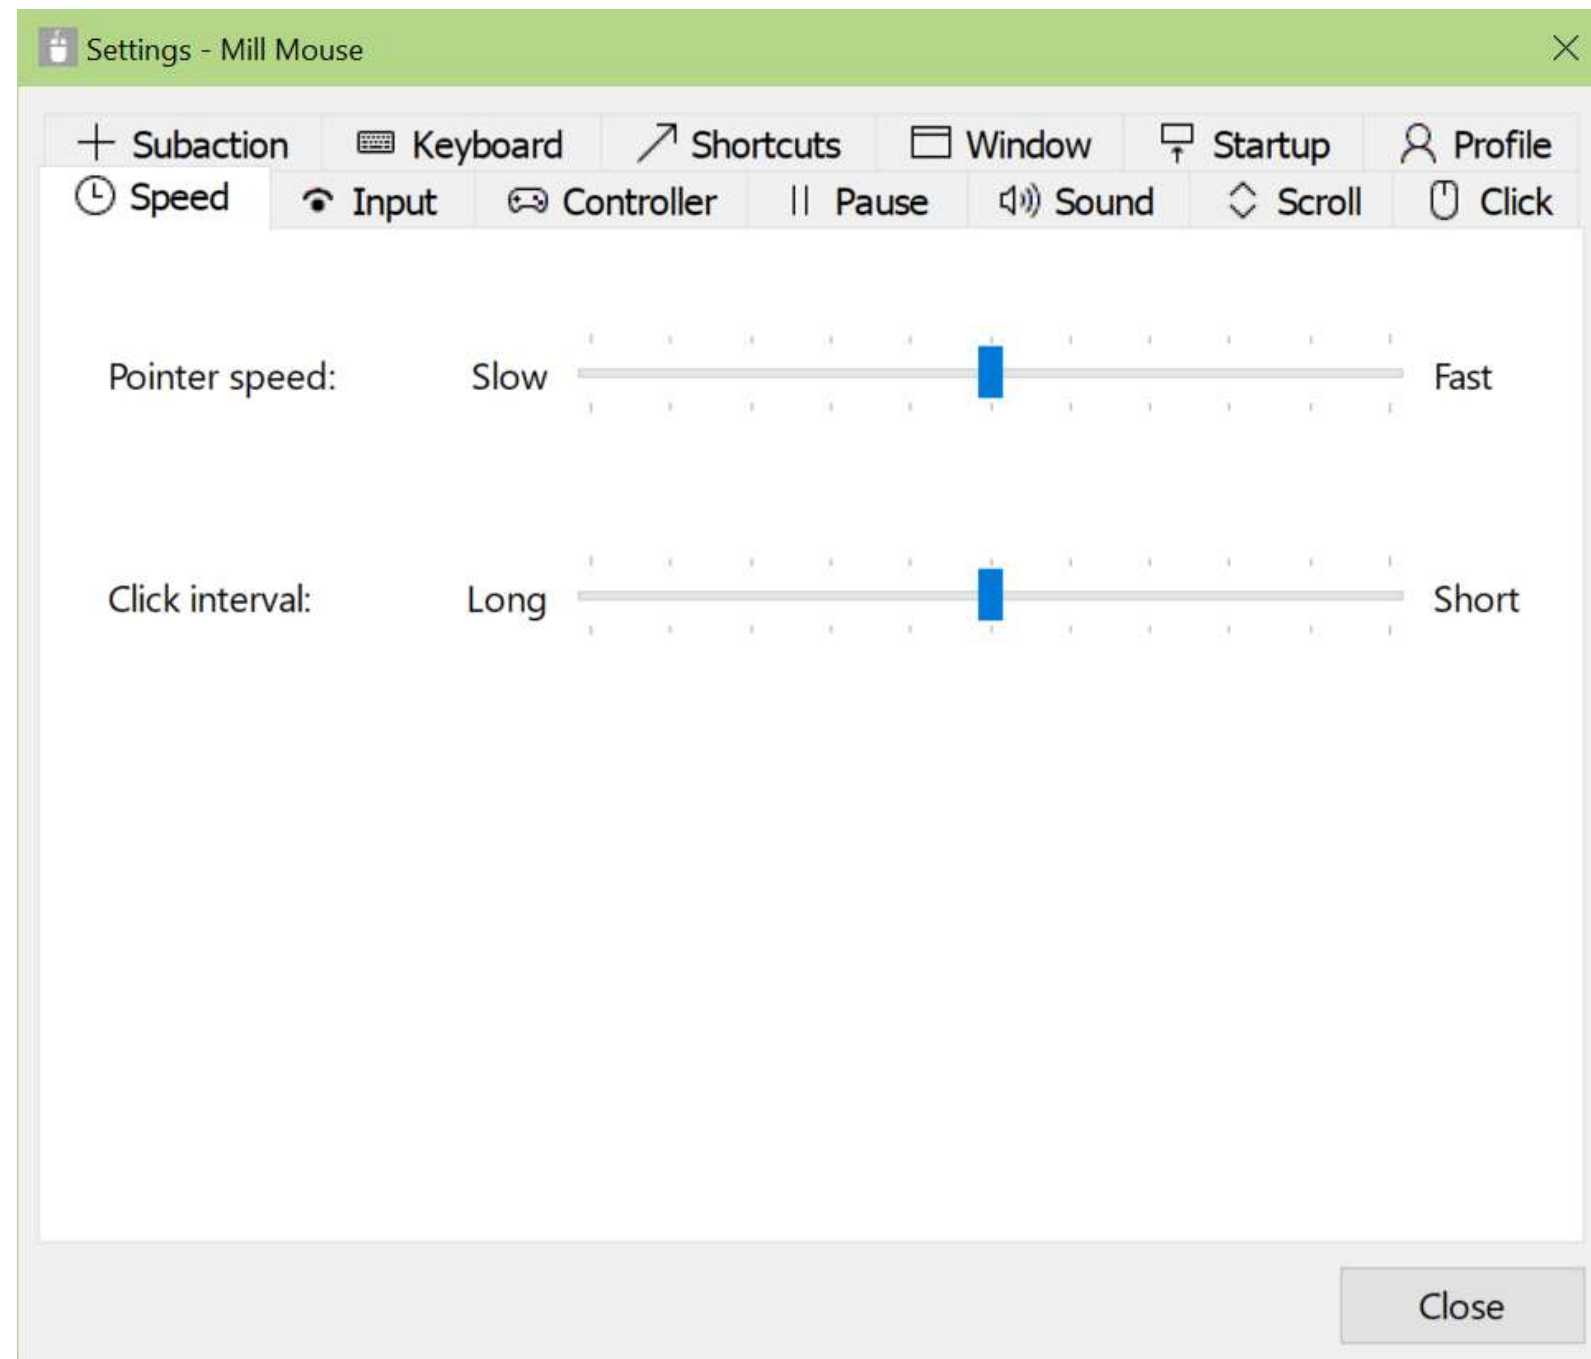 Settings - Mill Mouse
Subaction Keyboard Shortcuts Window Startup Profile
Speed Input Controller Pause Sound Scroll Click
Pointer speed: Slow Fast
Click interval: Long Short
Close